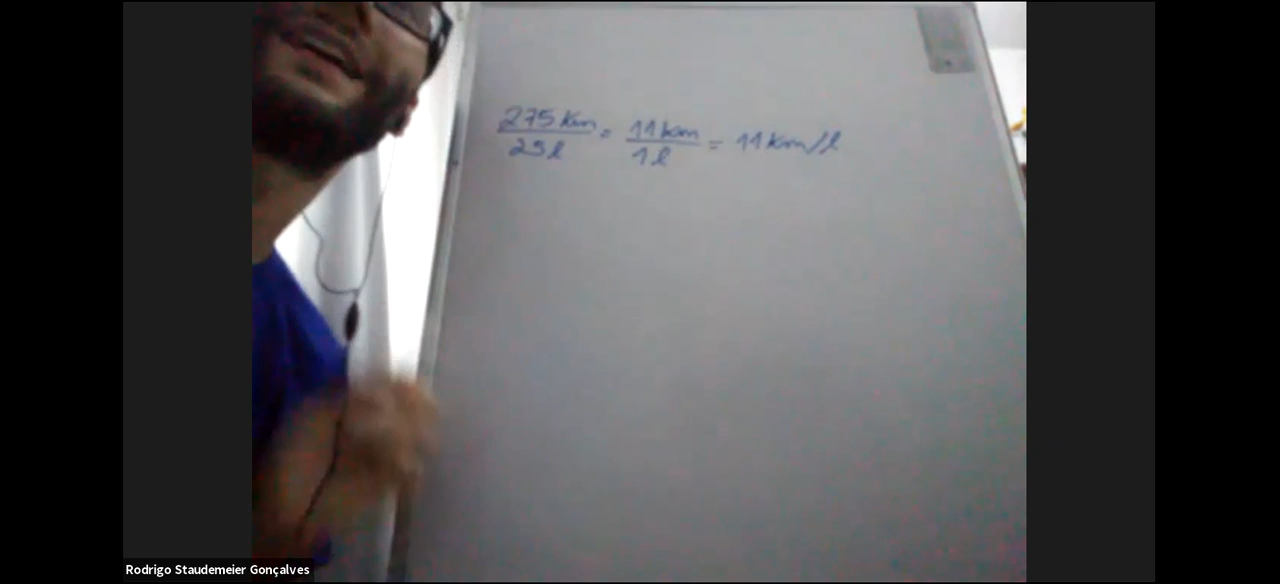 275 Km / 25 l = 11 km / 1 l = 11 Km/l
Rodrigo Staudemeier Gonçalves